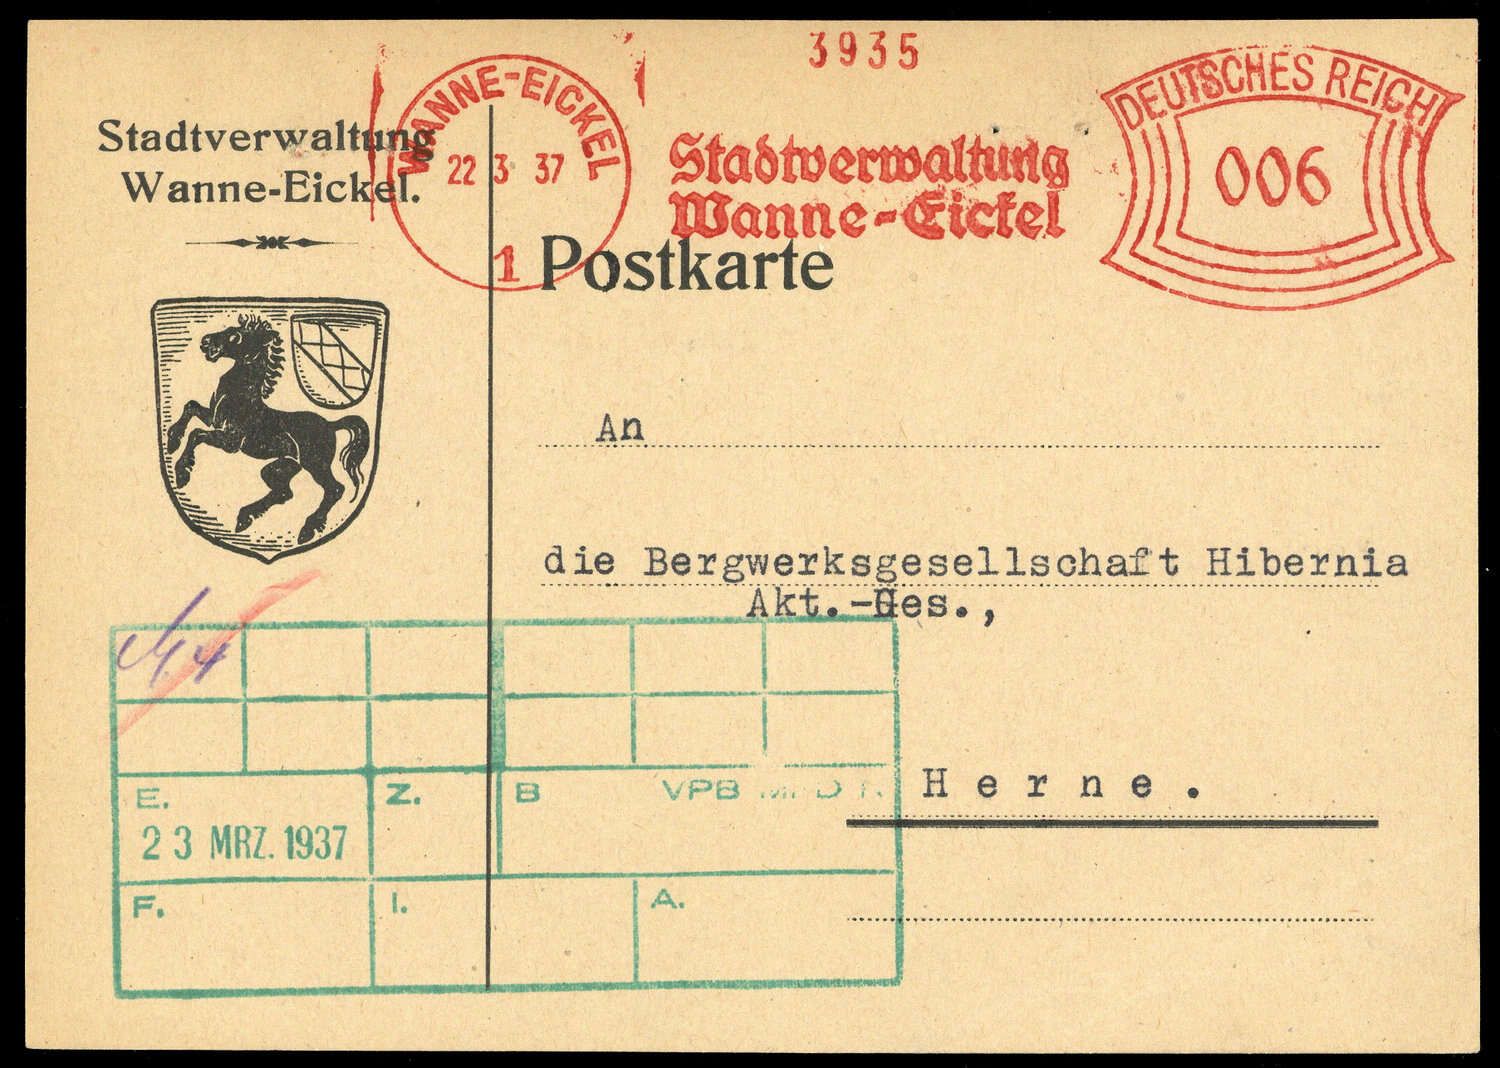 3935
WANNE-EICKEL
22 3 37
1
Stadtverwaltung
Wanne-Eickel
DEUTSCHES REICH
006
Stadtverwaltung
Wanne-Eickel.
Postkarte
An
die Bergwerksgesellschaft Hibernia
Akt.-Ges.,
Herne.
E.
23 MRZ. 1937
Z.
B
VPB
F.
I.
A.